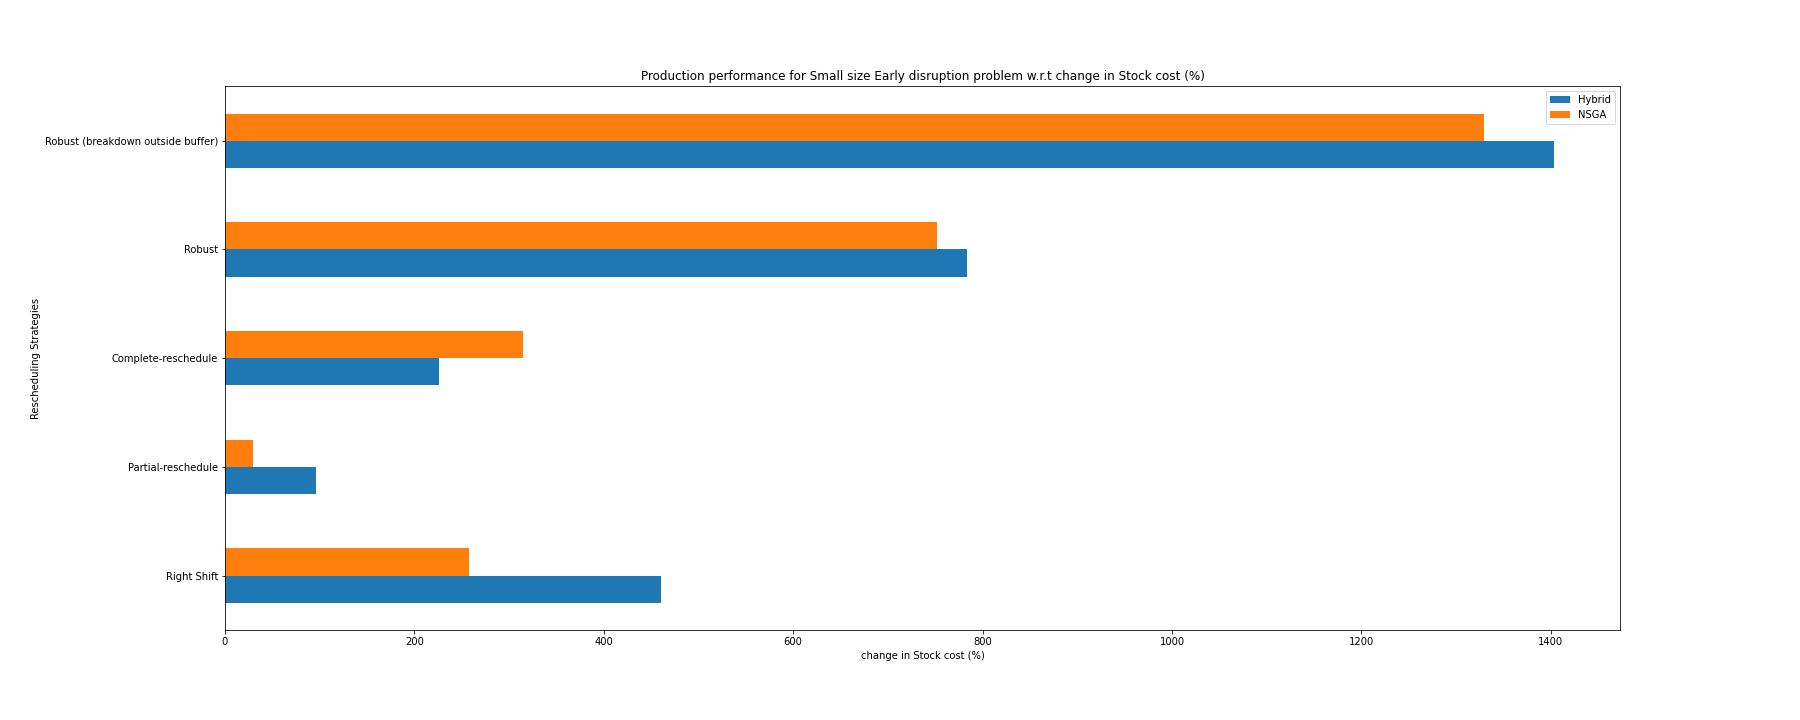 Production performance for Small size Early disruption problem w.r.t change in Stock cost (%)
Hybrid
NSGA
Robust (breakdown outside buffer)
Robust
Complete-reschedule
Partial-reschedule
Right Shift
Rescheduling Strategies
0 200 400 600 800 1000 1200 1400
change in Stock cost (%)